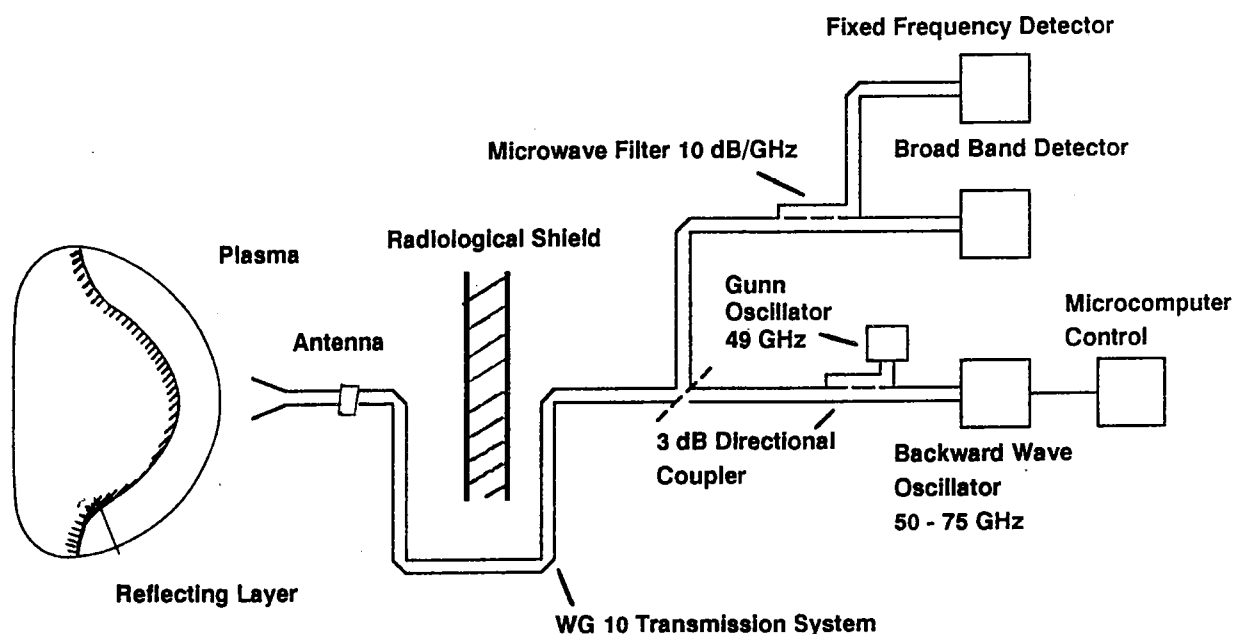 Fixed Frequency Detector
Microwave Filter 10 dB/GHz
Broad Band Detector
Radiological Shield
Plasma
Gunn
Oscillator
49 GHz
Microcomputer
Control
Antenna
3 dB Directional
Coupler
Backward Wave
Oscillator
50 - 75 GHz
Reflecting Layer
WG 10 Transmission System